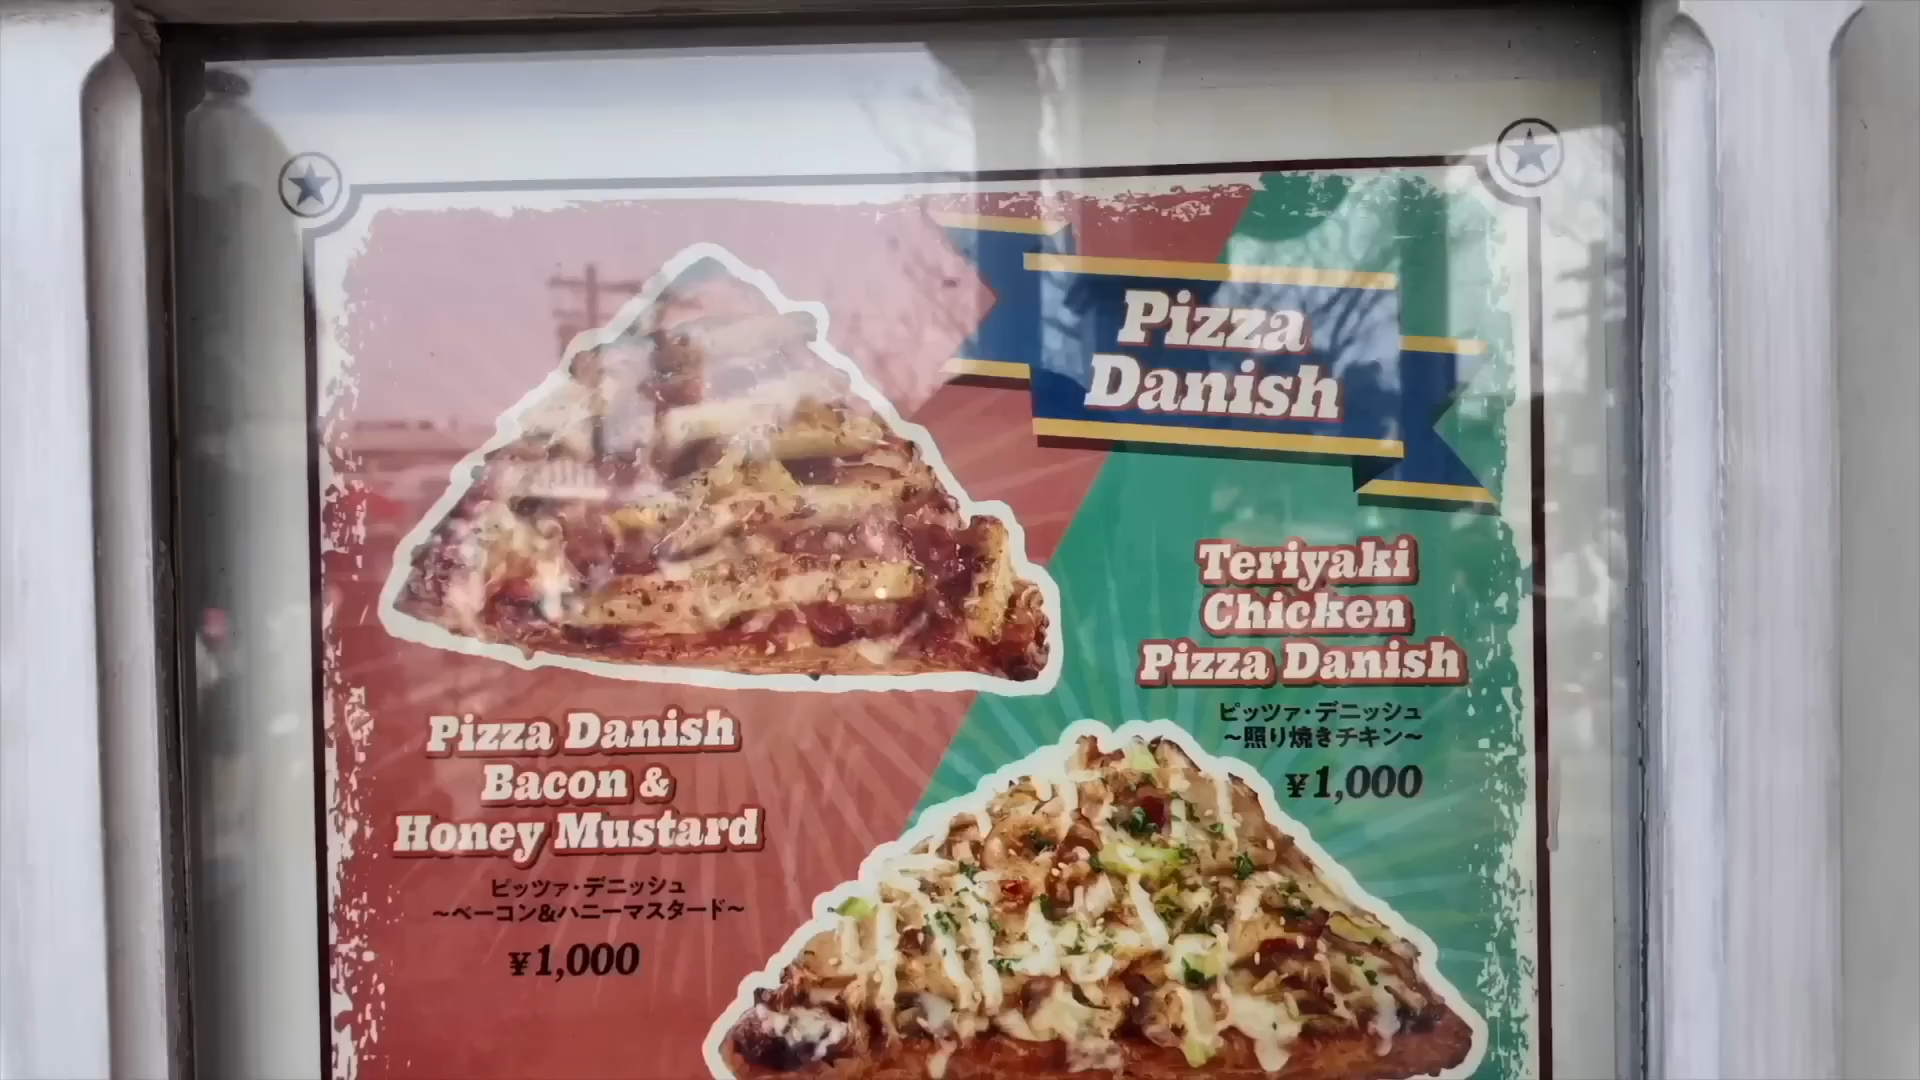 Pizza
Danish
Teriyaki
Chicken
Pizza Danish
ピッツァ・デニッシュ
～照り焼きチキン～
¥1,000
Pizza Danish
Bacon &
Honey Mustard
ピッツァ・デニッシュ
～ベーコン&ハニーマスタード～
¥1,000